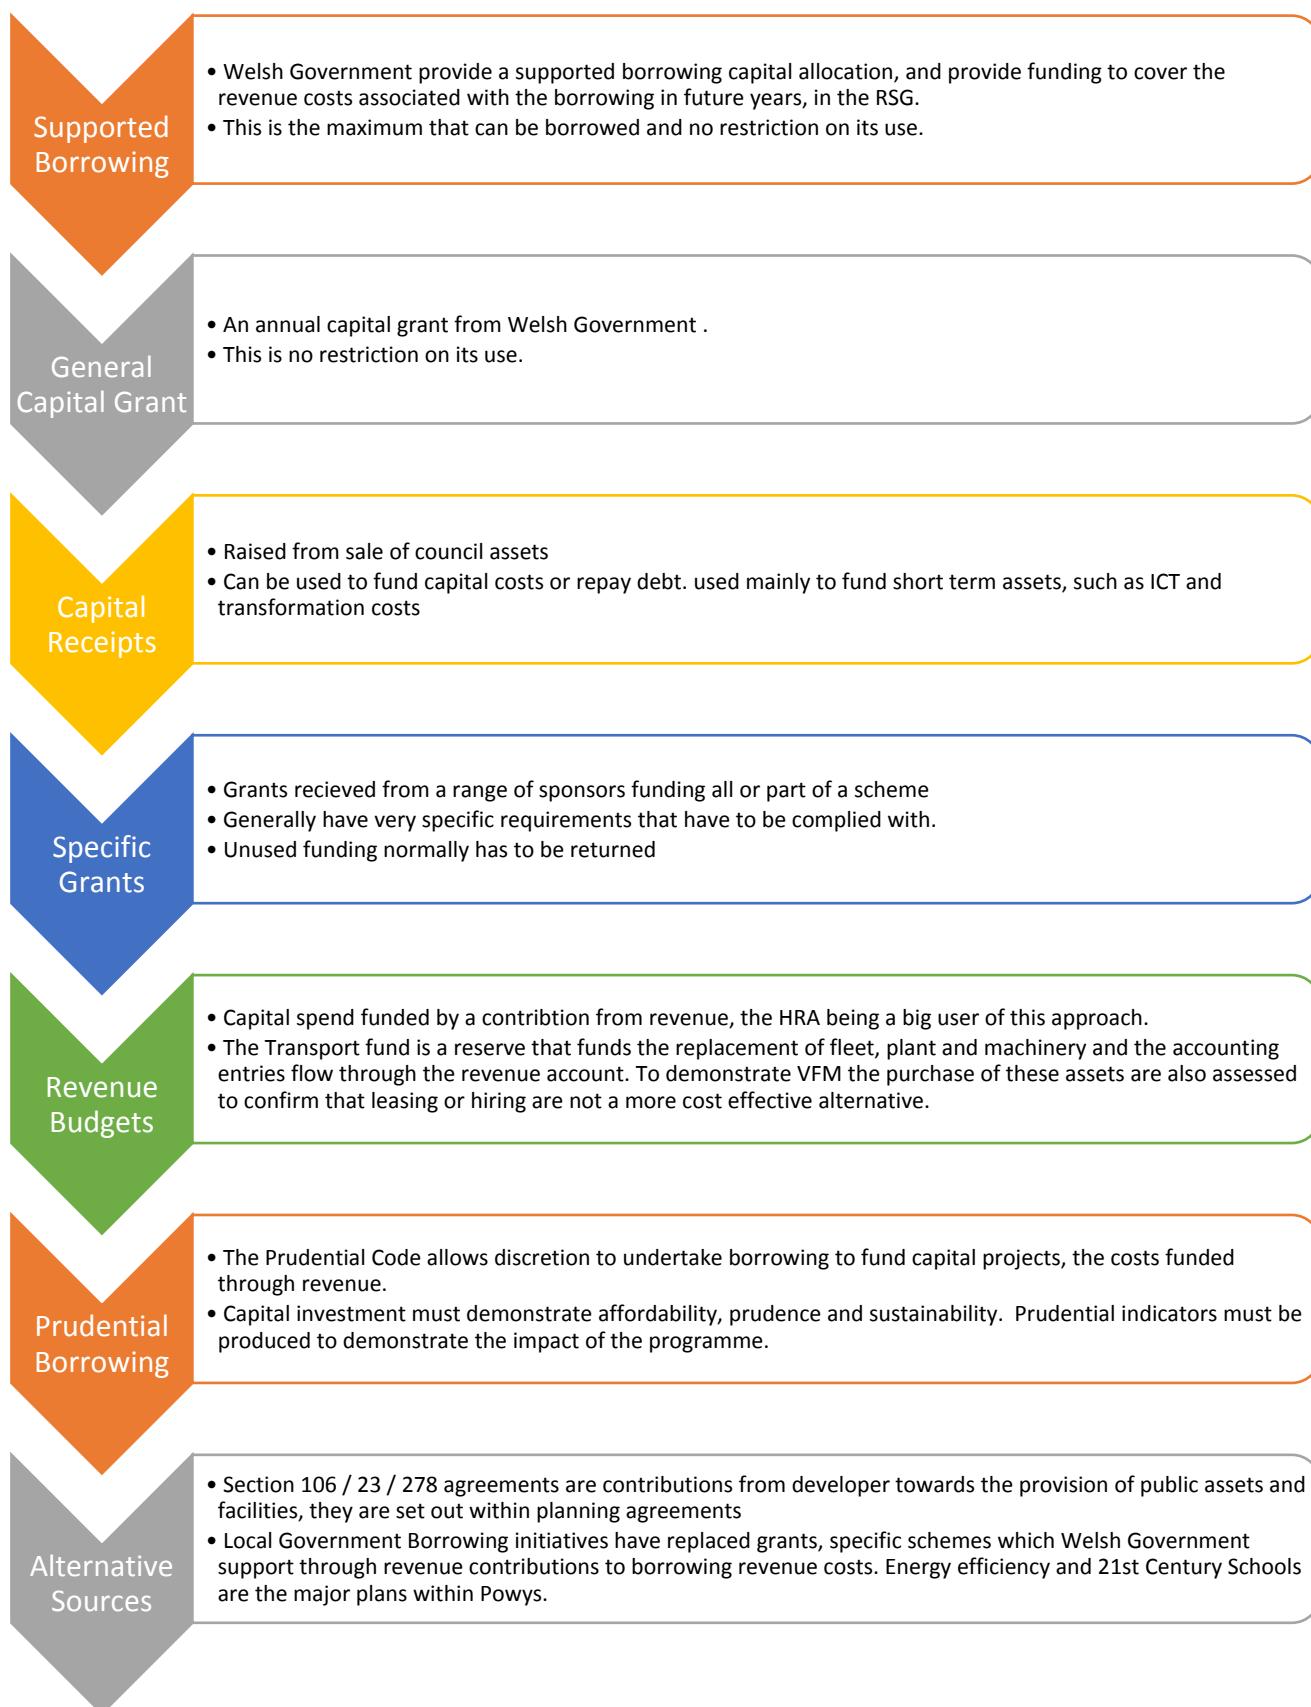 Supported
Borrowing
• Welsh Government provide a supported borrowing capital allocation, and provide funding to cover the
revenue costs associated with the borrowing in future years, in the RSG.
• This is the maximum that can be borrowed and no restriction on its use.
General
Capital Grant
• An annual capital grant from Welsh Government .
• This is no restriction on its use.
Capital
Receipts
• Raised from sale of council assets
• Can be used to fund capital costs or repay debt. used mainly to fund short term assets, such as ICT and
transformation costs
Specific
Grants
• Grants recieved from a range of sponsors funding all or part of a scheme
• Generally have very specific requirements that have to be complied with.
• Unused funding normally has to be returned
Revenue
Budgets
• Capital spend funded by a contribtion from revenue, the HRA being a big user of this approach.
• The Transport fund is a reserve that funds the replacement of fleet, plant and machinery and the accounting
entries flow through the revenue account. To demonstrate VFM the purchase of these assets are also assessed
to confirm that leasing or hiring are not a more cost effective alternative.
Prudential
Borrowing
• The Prudential Code allows discretion to undertake borrowing to fund capital projects, the costs funded
through revenue.
• Capital investment must demonstrate affordability, prudence and sustainability.  Prudential indicators must be
produced to demonstrate the impact of the programme.
Alternative
Sources
• Section 106 / 23 / 278 agreements are contributions from developer towards the provision of public assets and
facilities, they are set out within planning agreements
• Local Government Borrowing initiatives have replaced grants, specific schemes which Welsh Government
support through revenue contributions to borrowing revenue costs. Energy efficiency and 21st Century Schools
are the major plans within Powys.